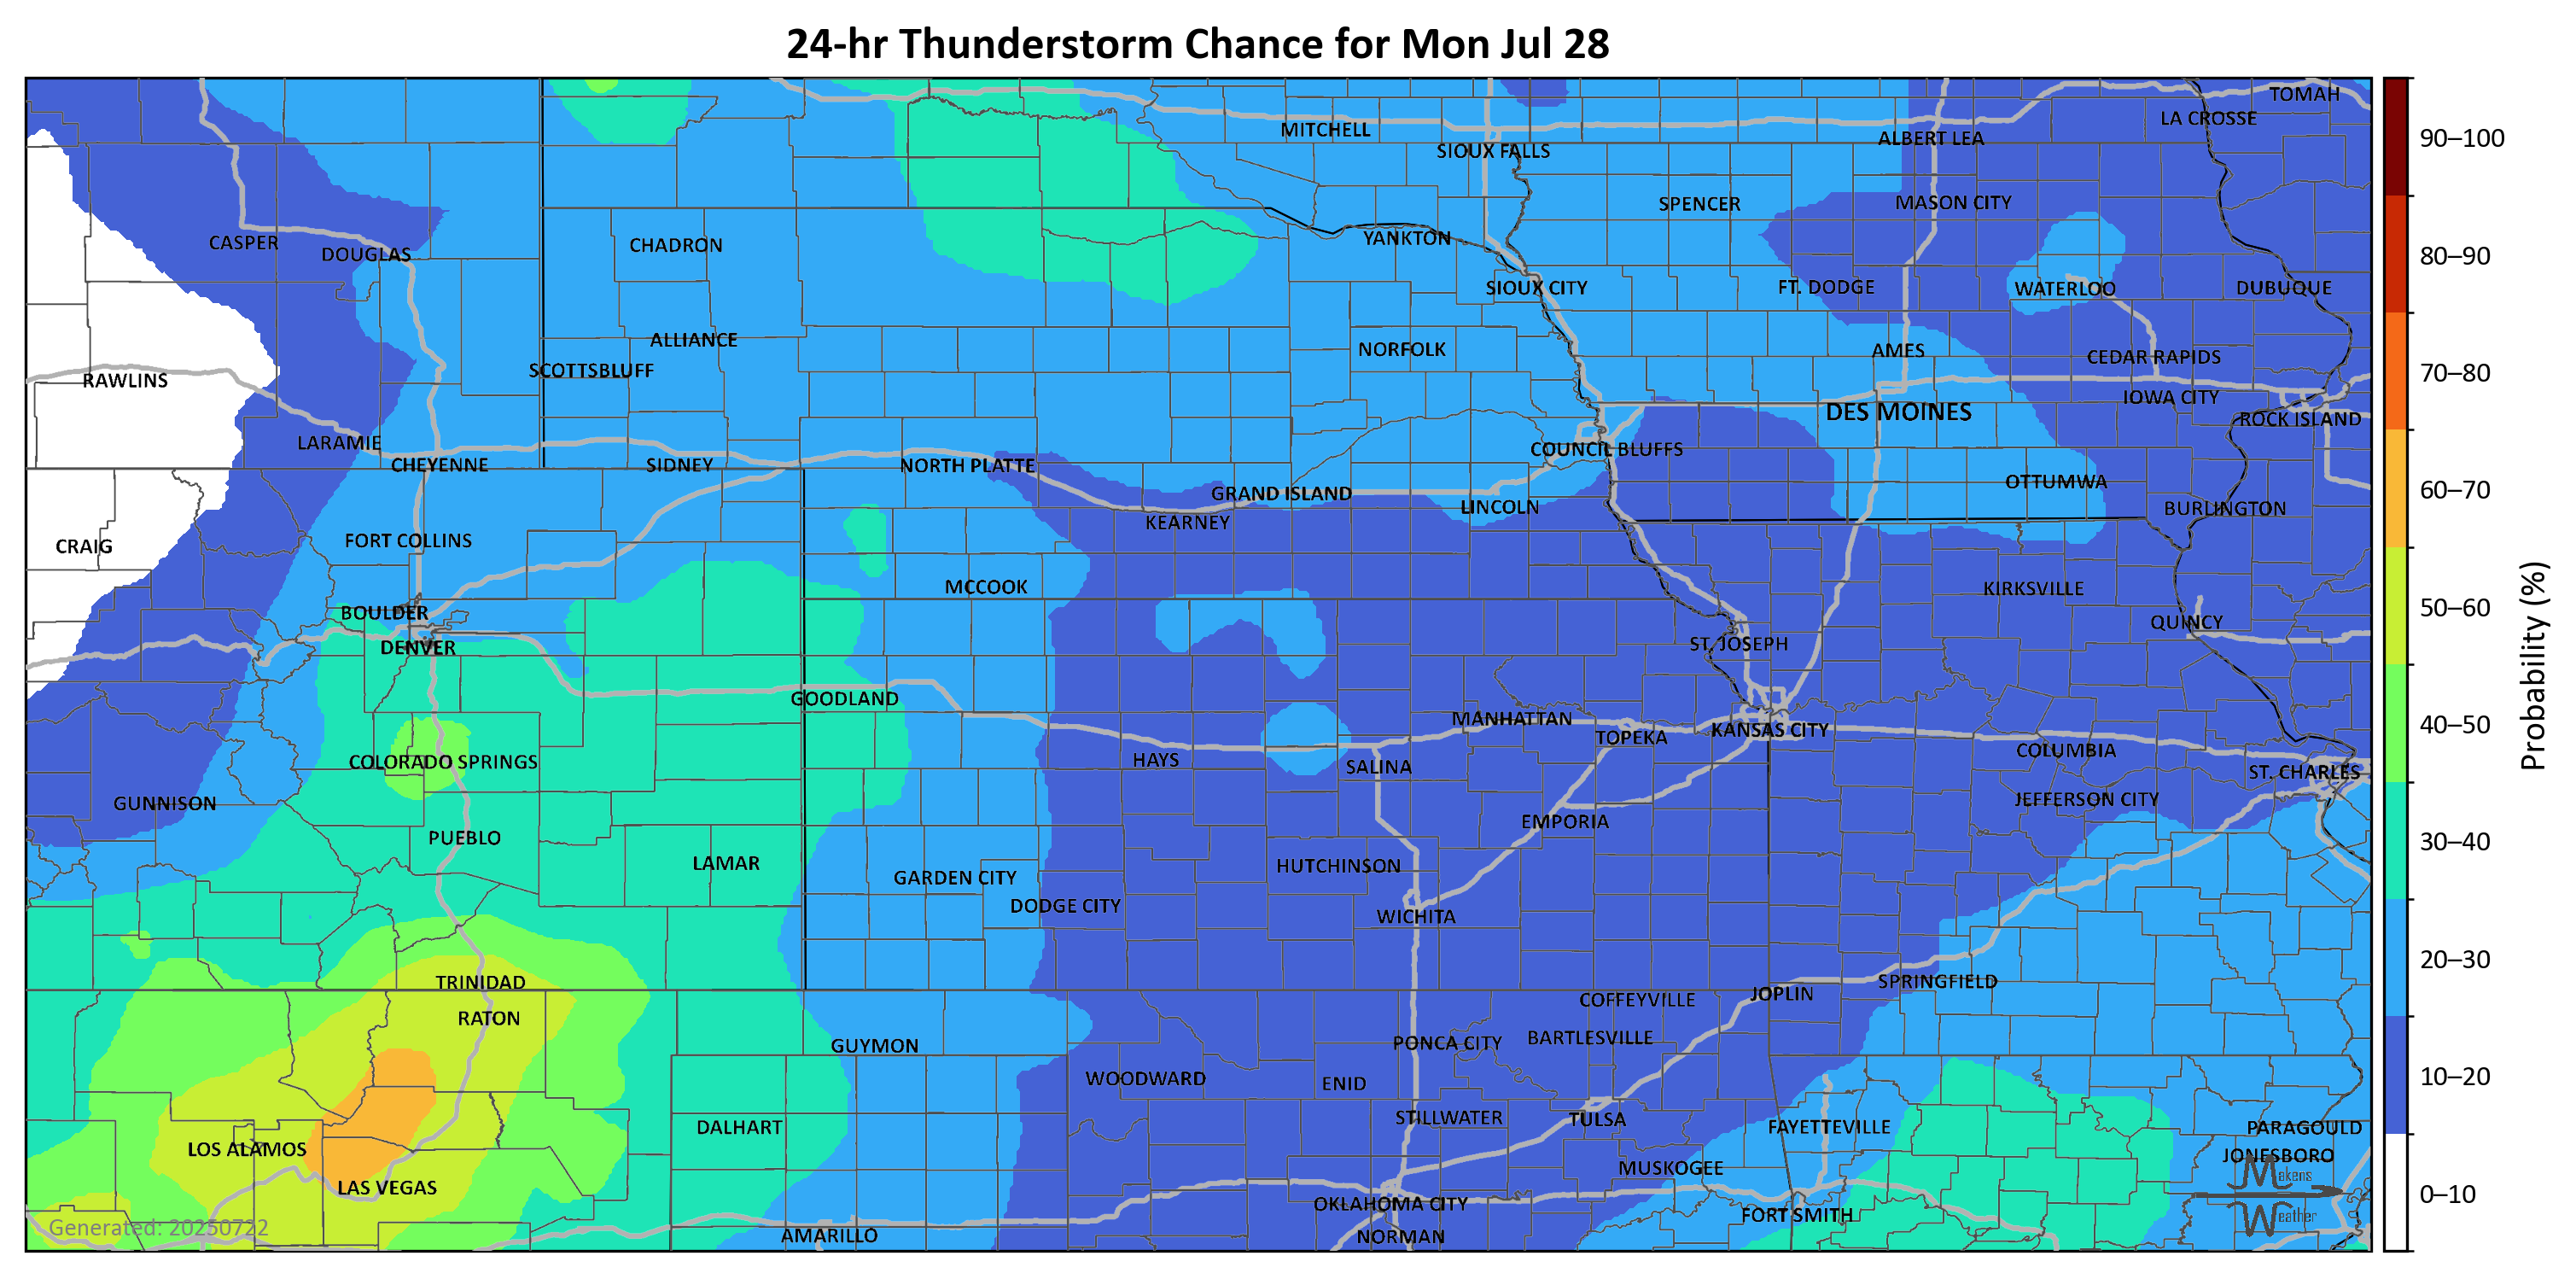 24-hr Thunderstorm Chance for Mon Jul 28
TOMAH
LA CROSSE
MITCHELL
ALBERT LEA
SIOUX FALLS
MASON CITY
SPENCER
CASPER
DOUGLAS
CHADRON
YANKTON
SIOUX CITY
FT. DODGE
WATERLOO
DUBUQUE
ALLIANCE
NORFOLK
AMES
CEDAR RAPIDS
SCOTTSBLUFF
RAWLINS
IOWA CITY
DES MOINES
ROCK ISLAND
LARAMIE
COUNCIL BLUFFS
CHEYENNE
SIDNEY
NORTH PLATTE
OTTUMWA
GRAND ISLAND
LINCOLN
BURLINGTON
KEARNEY
FORT COLLINS
CRAIG
MCCOOK
KIRKSVILLE
BOULDER
QUINCY
DENVER
ST. JOSEPH
GOODLAND
MANHATTAN
TOPEKA
KANSAS CITY
COLUMBIA
COLORADO SPRINGS
HAYS
SALINA
ST. CHARLES
GUNNISON
JEFFERSON CITY
EMPORIA
PUEBLO
LAMAR
HUTCHINSON
GARDEN CITY
DODGE CITY
WICHITA
TRINIDAD
SPRINGFIELD
JOPLIN
COFFEYVILLE
RATON
BARTLESVILLE
PONCA CITY
GUYMON
WOODWARD
ENID
STILLWATER
TULSA
DALHART
FAYETTEVILLE
PARAGOULD
LOS ALAMOS
JONESBORO
MUSKOGEE
LAS VEGAS
OKLAHOMA CITY
FORT SMITH
AMARILLO
NORMAN
Generated: 20250722
Makens
Weather
90–100
80–90
70–80
60–70
50–60
40–50
30–40
20–30
10–20
0–10
Probability (%)